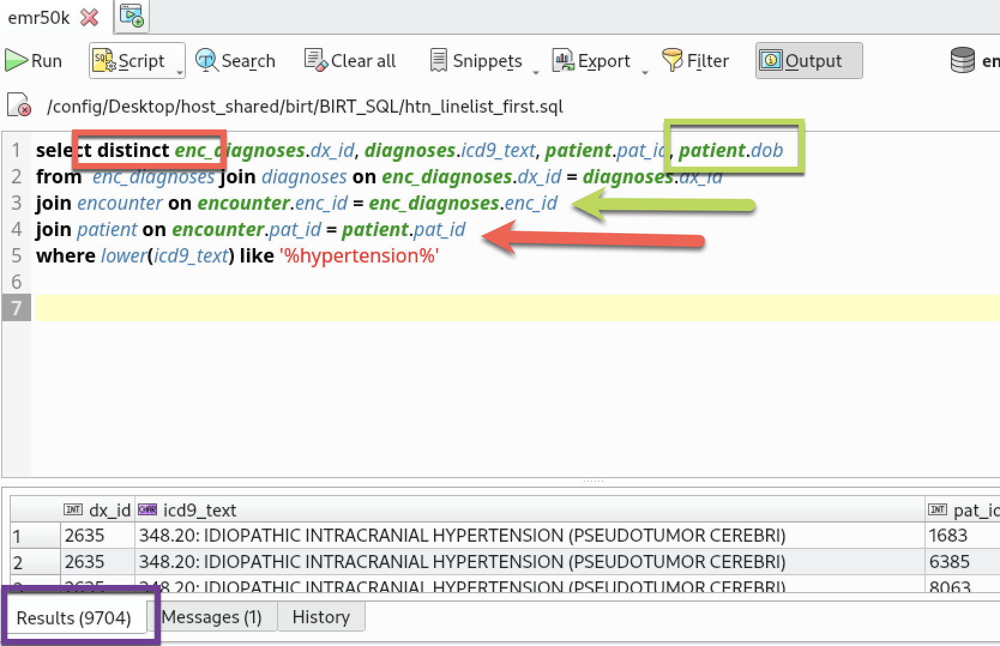 emr50k
Run Script Search Clear all Snippets Export Filter Output en
/config/Desktop/host_shared/birt/BIRT_SQL/htn_linelist_first.sql
1 select distinct enc_diagnoses.dx_id, diagnoses.icd9_text, patient.pat_id, patient.dob
2 from enc_diagnoses join diagnoses on enc_diagnoses.dx_id = diagnoses.dx_id
3 join encounter on encounter.enc_id = enc_diagnoses.enc_id
4 join patient on encounter.pat_id = patient.pat_id
5 where lower(icd9_text) like '%hypertension%'
6
7
INT dx_id CHAR icd9_text INT pat_id
1 2635 348.20: IDIOPATHIC INTRACRANIAL HYPERTENSION (PSEUDOTUMOR CEREBRI) 1683
2 2635 348.20: IDIOPATHIC INTRACRANIAL HYPERTENSION (PSEUDOTUMOR CEREBRI) 6385
3 2635 348.20: IDIOPATHIC INTRACRANIAL HYPERTENSION (PSEUDOTUMOR CEREBRI) 8063
Results (9704) Messages (1) History